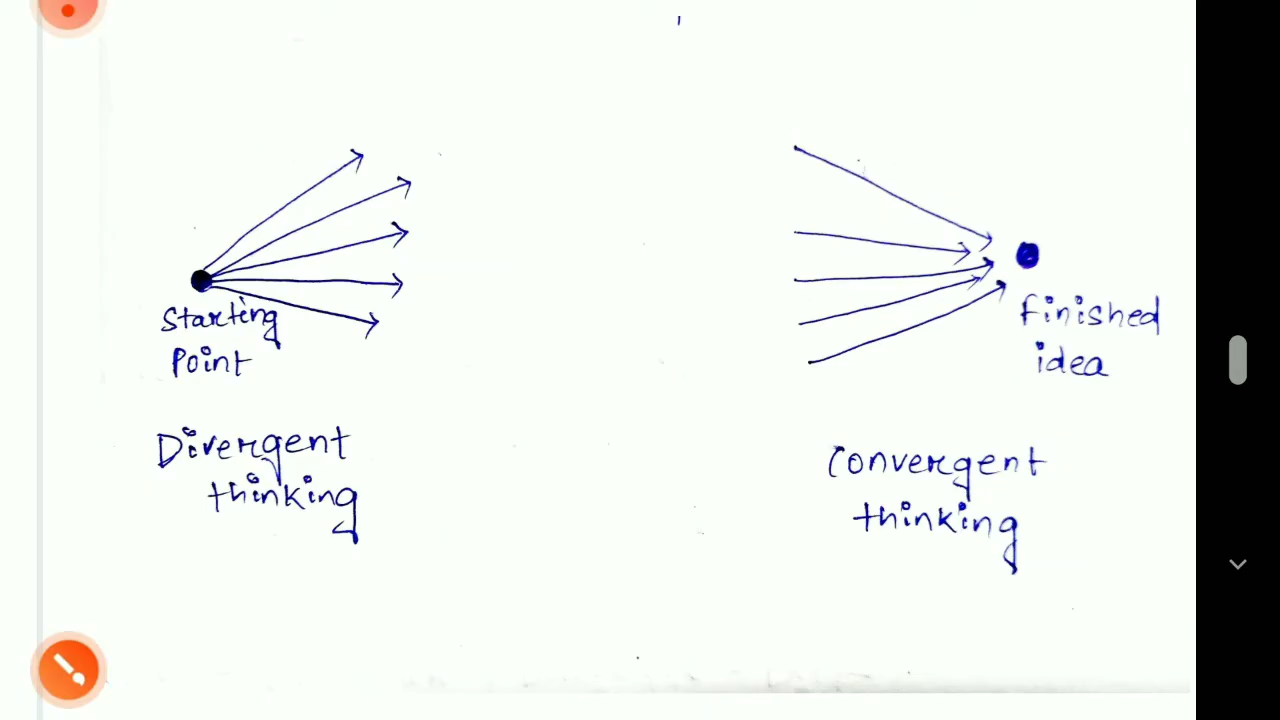 Starting
Point
Divergent
thinking
Finished
idea
Convergent
thinking